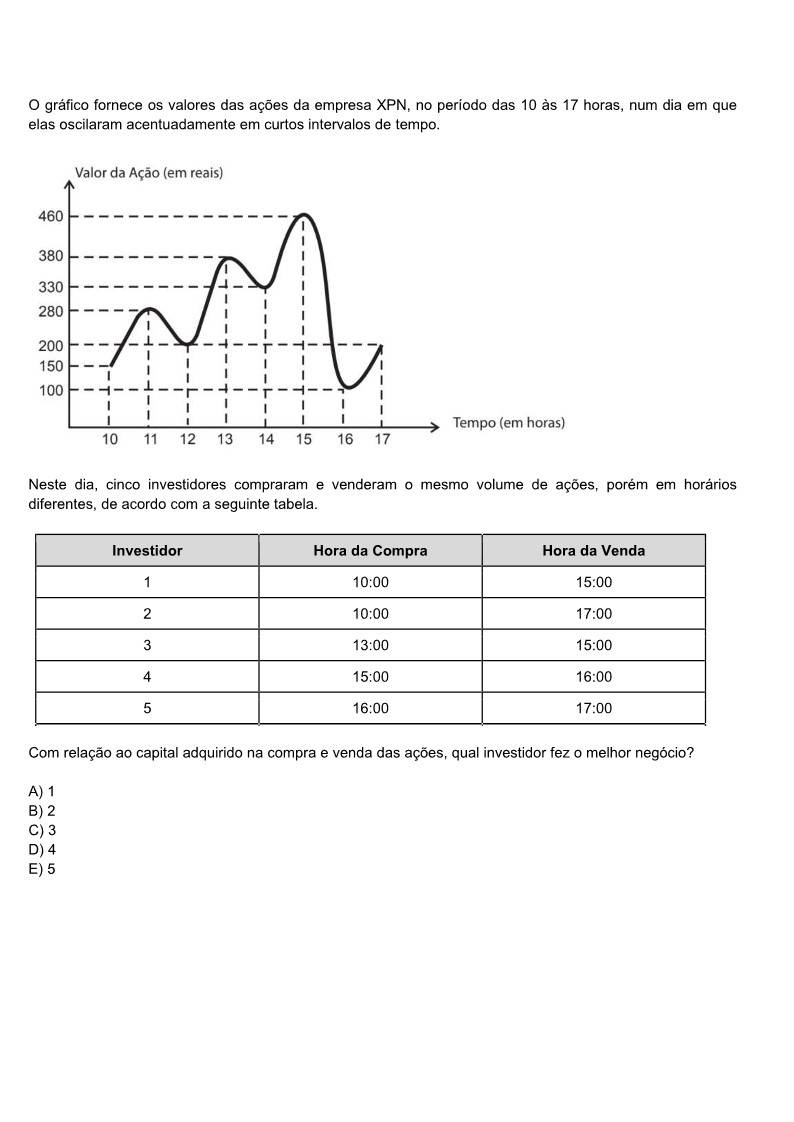 O gráfico fornece os valores das ações da empresa XPN, no período das 10 às 17 horas, num dia em que
elas oscilaram acentuadamente em curtos intervalos de tempo.
Valor da Ação (em reais)
460
380
330
280
200
150
100
Tempo (em horas)
10 11 12 13 14 15 16 17
Neste dia, cinco investidores compraram e venderam o mesmo volume de ações, porém em horários
diferentes, de acordo com a seguinte tabela.
Investidor Hora da Compra Hora da Venda
1 10:00 15:00
2 10:00 17:00
3 13:00 15:00
4 15:00 16:00
5 16:00 17:00
Com relação ao capital adquirido na compra e venda das ações, qual investidor fez o melhor negócio?
A) 1
B) 2
C) 3
D) 4
E) 5